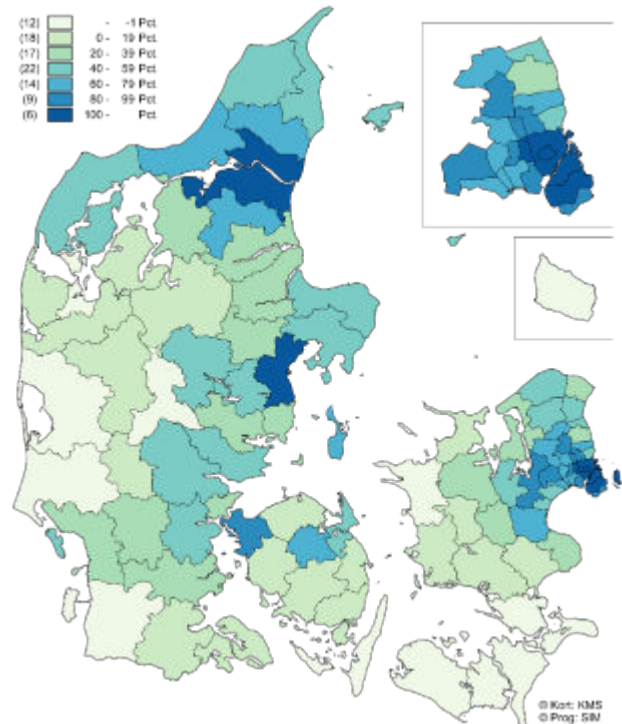 (12) - -1 Pct.
(18) 0 - 19 Pct.
(17) 20 - 39 Pct.
(22) 40 - 59 Pct.
(14) 60 - 79 Pct.
(9) 80 - 99 Pct.
(6) 100 - Pct.
© Kort: KMS
© Prog: SIM